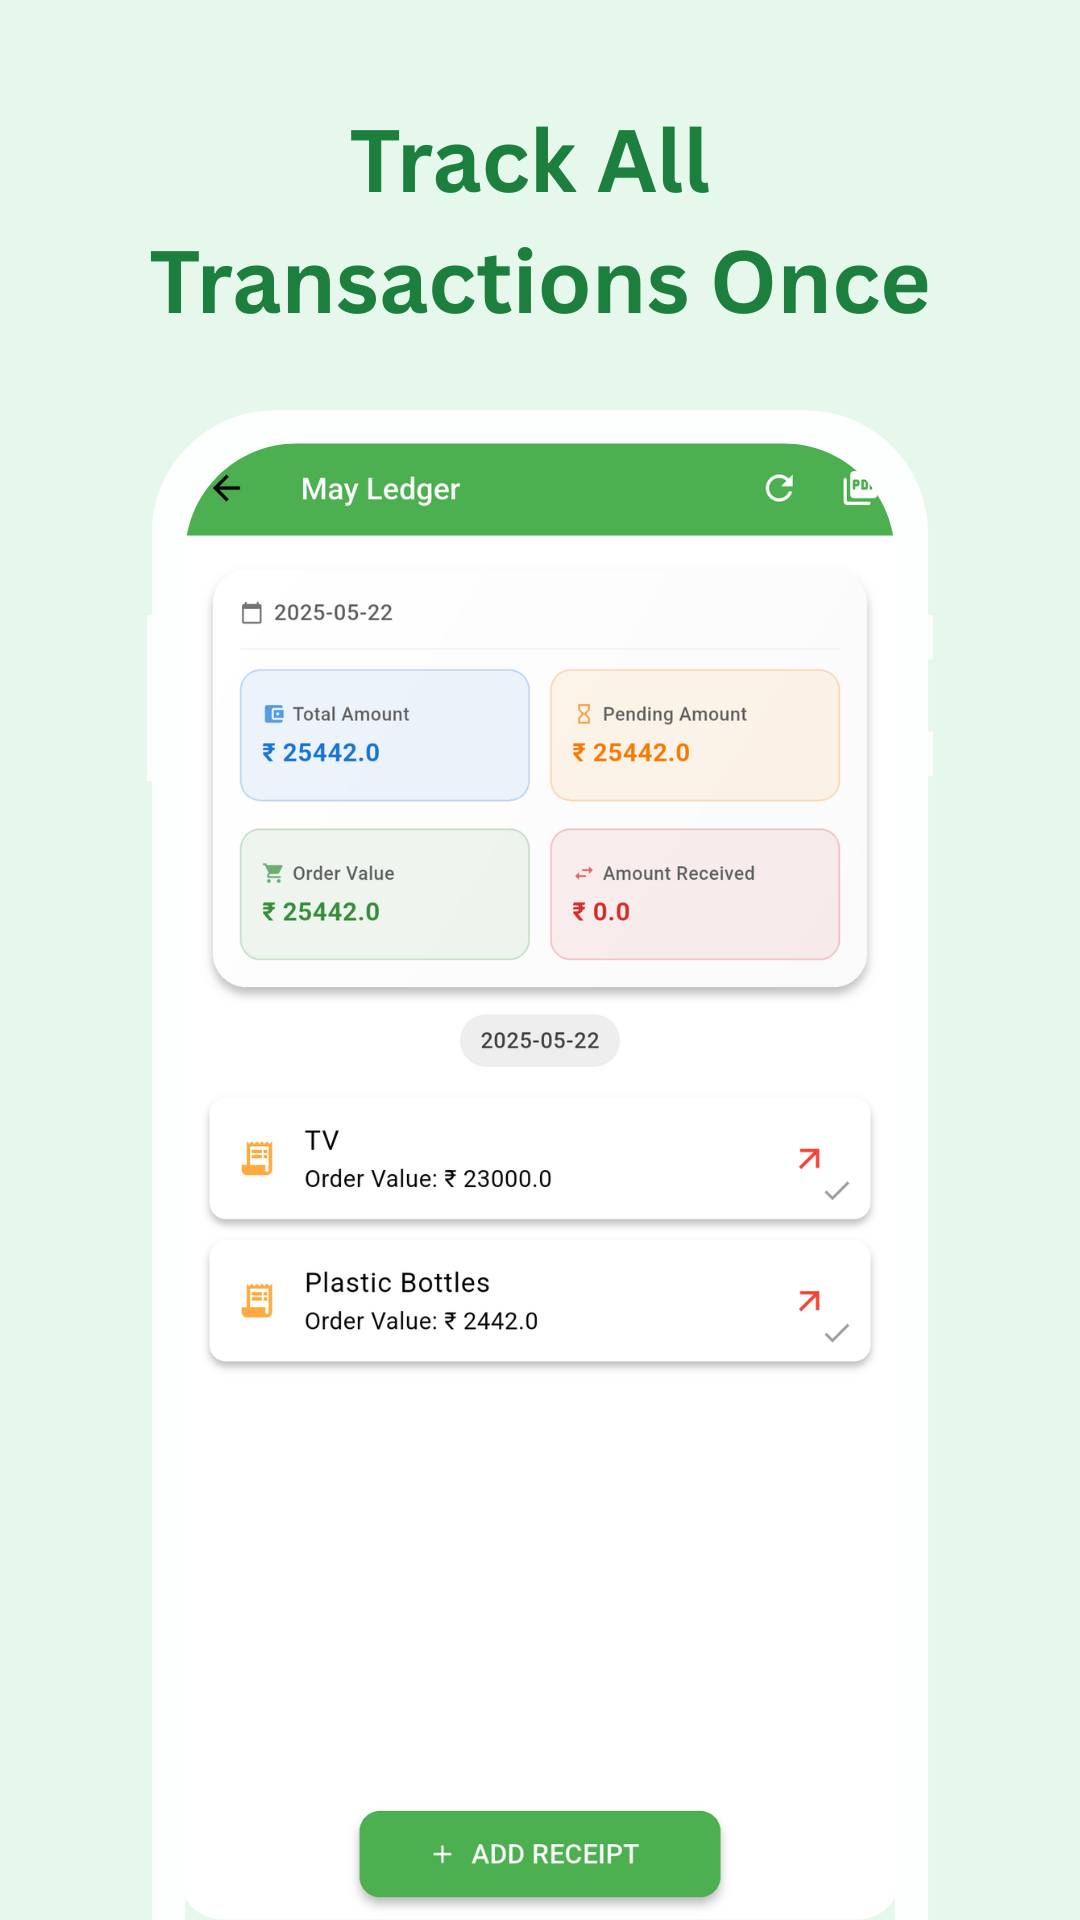 Track All
Transactions Once
May Ledger
2025-05-22
Total Amount
₹ 25442.0
Pending Amount
₹ 25442.0
Order Value
₹ 25442.0
Amount Received
₹ 0.0
2025-05-22
TV
Order Value: ₹ 23000.0
Plastic Bottles
Order Value: ₹ 2442.0
+ ADD RECEIPT